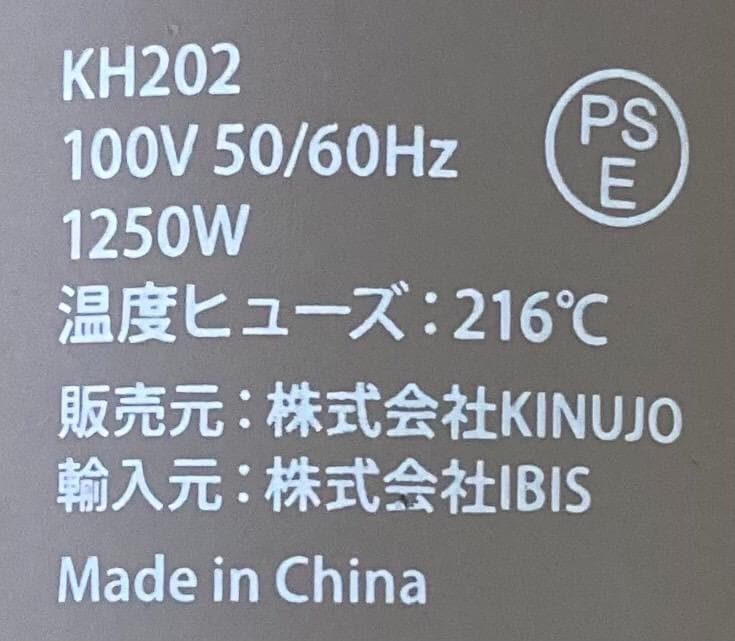 KH202
100V 50/60Hz
1250W
温度ヒューズ：216℃
販売元：株式会社KINUJO
輸入元：株式会社IBIS
Made in China
PS
E